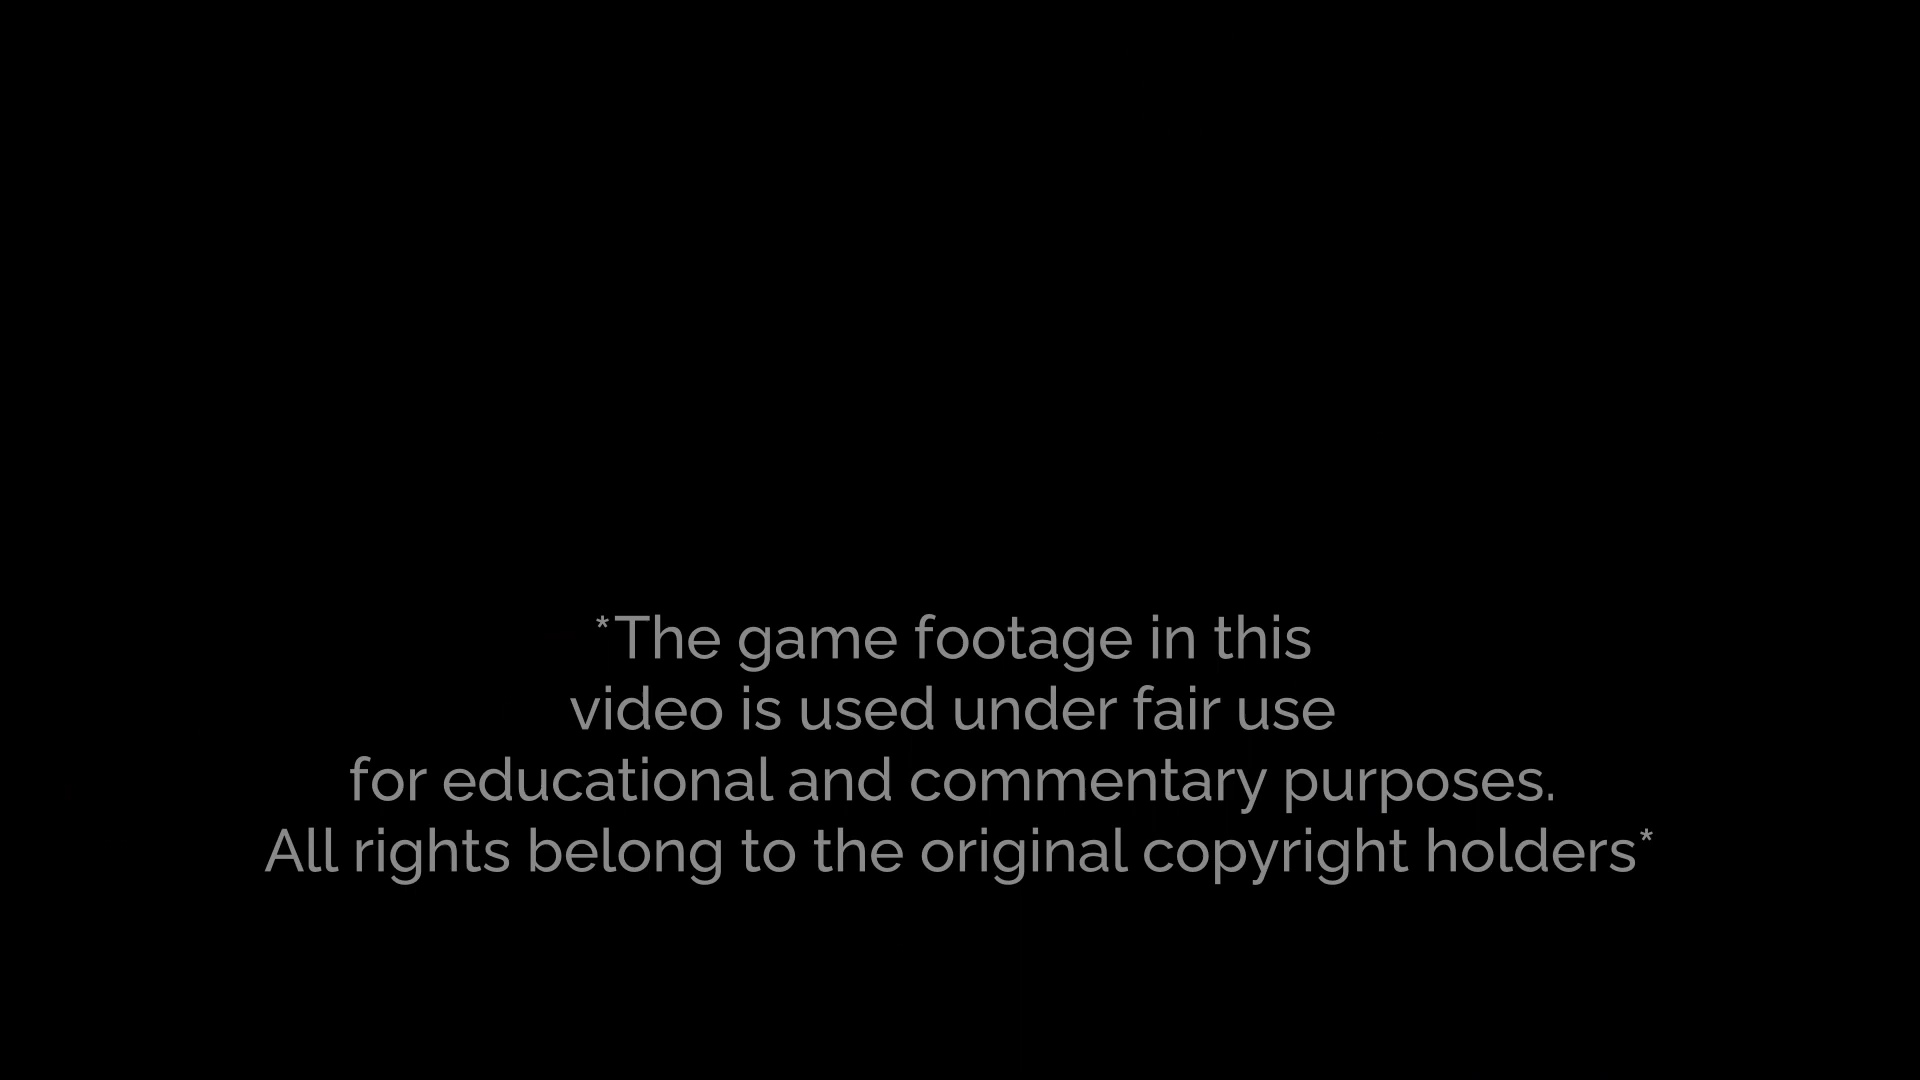 *The game footage in this
video is used under fair use
for educational and commentary purposes.
All rights belong to the original copyright holders*